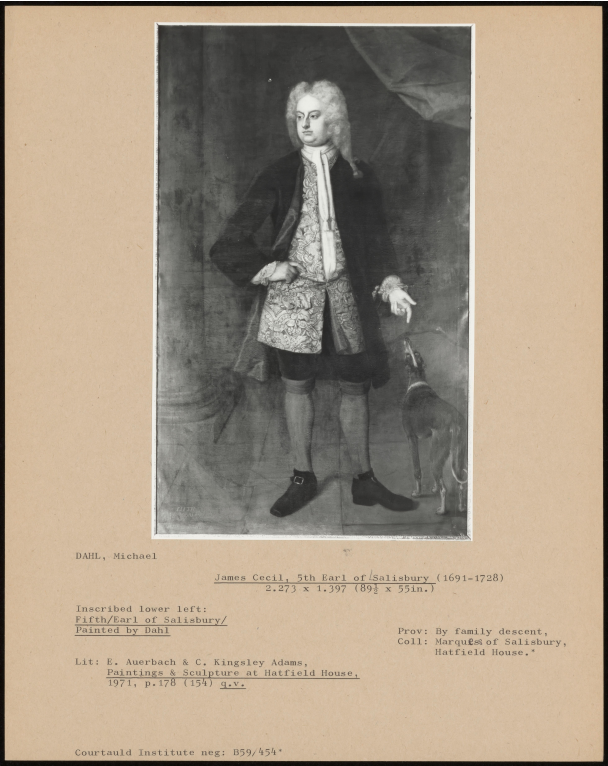 DAHL, Michael
James Cecil, 5th Earl of Salisbury (1691-1728)
2.273 x 1.397 (89½ x 55in.)
Inscribed lower left:
Fifth/Earl of Salisbury/
Painted by Dahl
Prov: By family descent,
Coll: Marquess of Salisbury,
Hatfield House."
Lit: E. Auerbach & C. Kingsley Adams,
Paintings & Sculpture at Hatfield House,
1971, p.178 (154) q.v.
Courtauld Institute neg: B59/454"